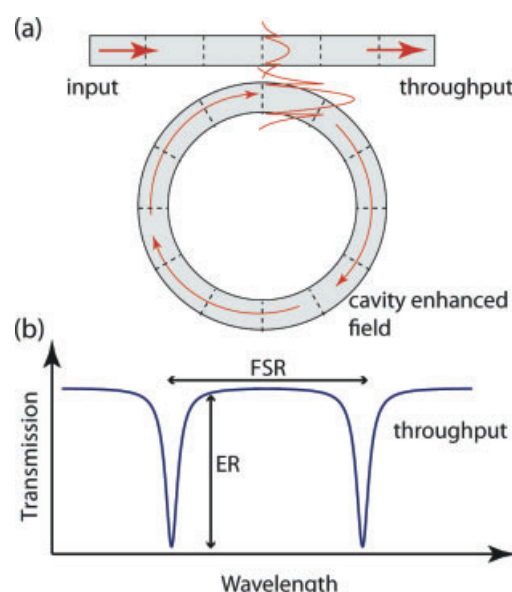 (a)
input
throughput
cavity enhanced
field
(b)
FSR
throughput
ER
Transmission
Wavelength